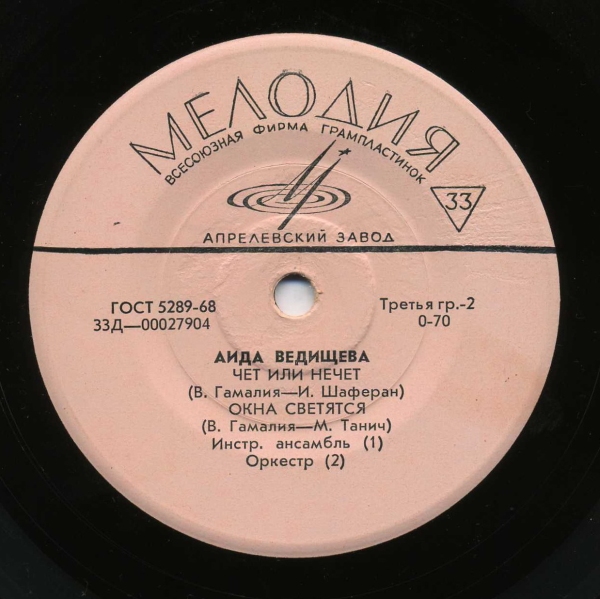 МЕЛОДИЯ
ВСЕСОЮЗНАЯ ФИРМА ГРАМПЛАСТИНОК
33
АПРЕЛЕВСКИЙ ЗАВОД
ГОСТ 5289-68
33Д—00027904
Третья гр.-2
0-70
АИДА ВЕДИЩЕВА
ЧЕТ ИЛИ НЕЧЕТ
(В. Гамалия—И. Шаферан)
ОКНА СВЕТЯТСЯ
(В. Гамалия—М. Танич)
Инстр. ансамбль (1)
Оркестр (2)